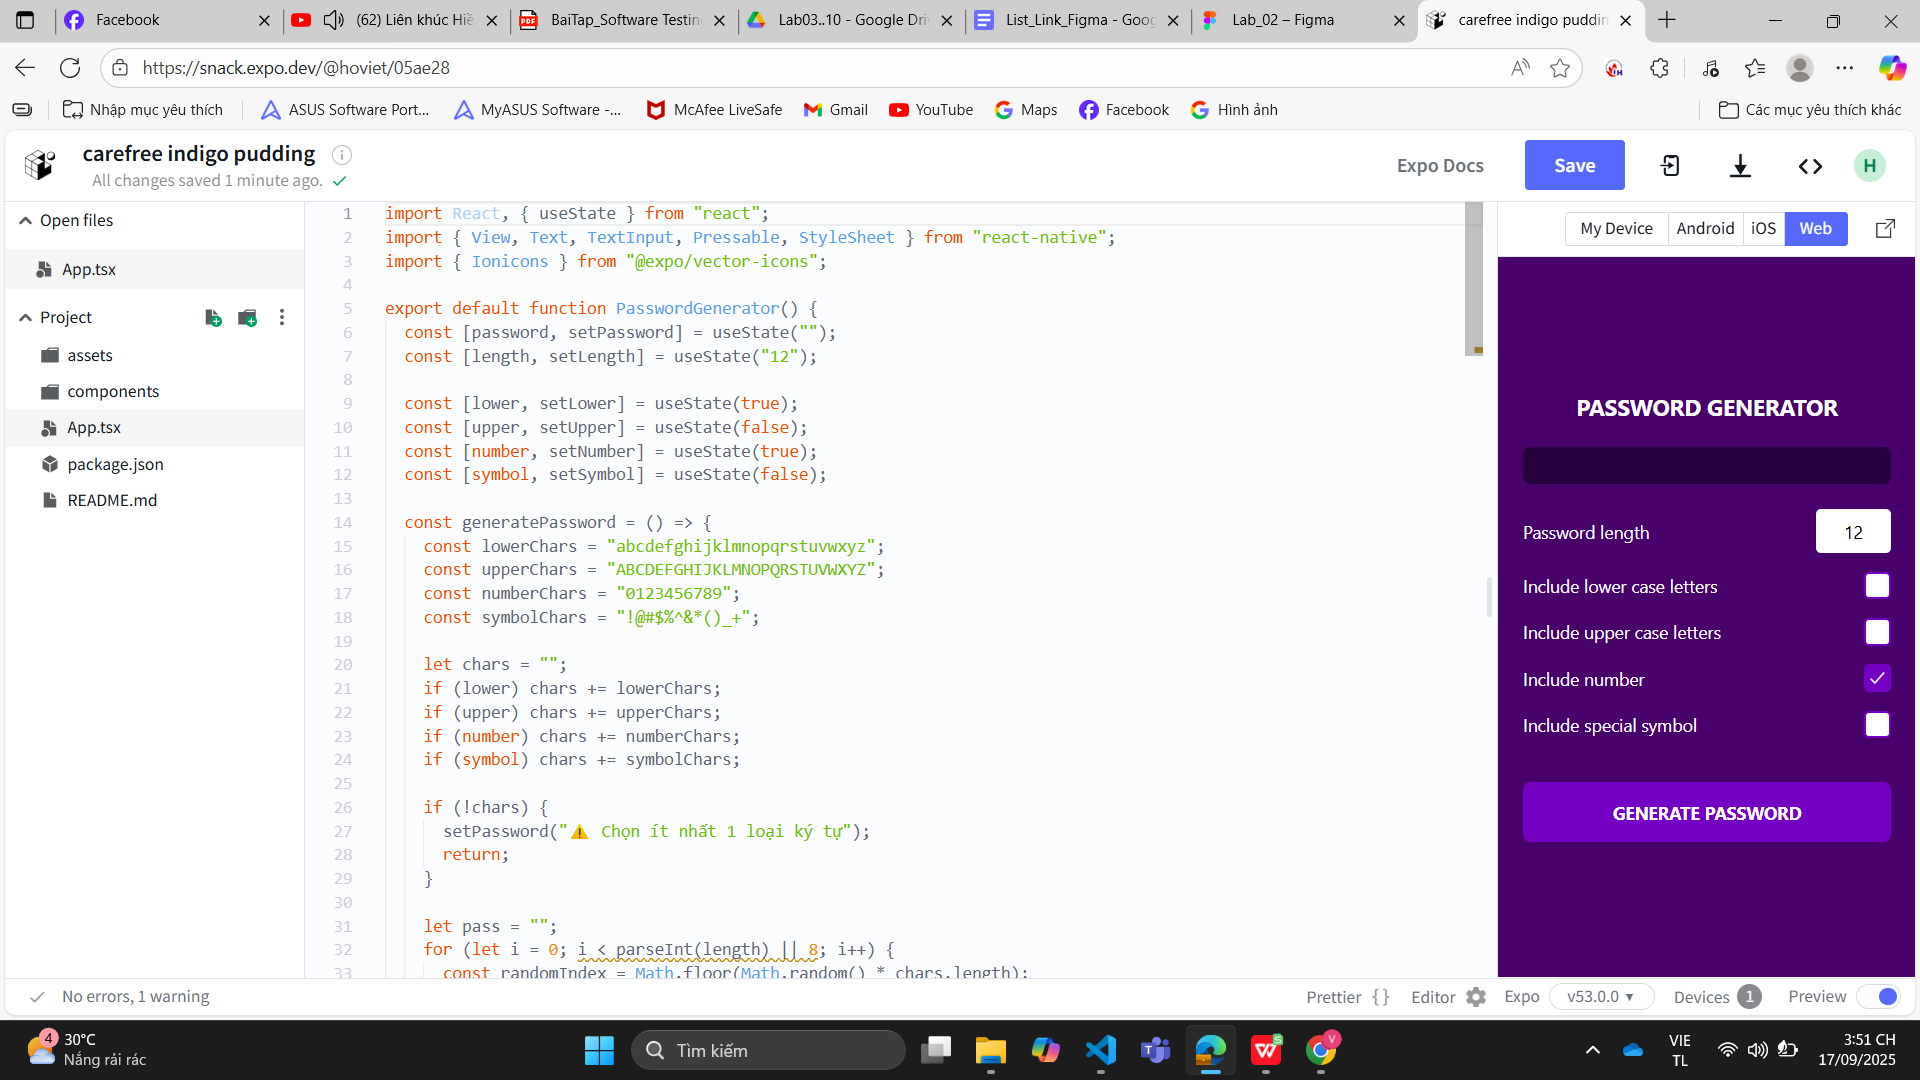 Facebook
(62) Liên khúc Hiề
BaiTap_Software Testing
Lab03..10 - Google Dri
List_Link_Figma - Goog
Lab_02 – Figma
carefree indigo puddin
https://snack.expo.dev/@hoviet/05ae28
Nhập mục yêu thích
ASUS Software Port...
MyASUS Software -...
McAfee LiveSafe
Gmail
YouTube
Maps
Facebook
Hình ảnh
Các mục yêu thích khác
carefree indigo pudding
All changes saved 1 minute ago.
Expo Docs
Save
H
Open files
App.tsx
Project
assets
components
App.tsx
package.json
README.md
1 import React, { useState } from "react";
2 import { View, Text, TextInput, Pressable, StyleSheet } from "react-native";
3 import { Ionicons } from "@expo/vector-icons";
4
5 export default function PasswordGenerator() {
6 const [password, setPassword] = useState("");
7 const [length, setLength] = useState("12");
8
9 const [lower, setLower] = useState(true);
10 const [upper, setUpper] = useState(false);
11 const [number, setNumber] = useState(true);
12 const [symbol, setSymbol] = useState(false);
13
14 const generatePassword = () => {
15 const lowerChars = "abcdefghijklmnopqrstuvwxyz";
16 const upperChars = "ABCDEFGHIJKLMNOPQRSTUVWXYZ";
17 const numberChars = "0123456789";
18 const symbolChars = "!@#$%^&*()_+";
19
20 let chars = "";
21 if (lower) chars += lowerChars;
22 if (upper) chars += upperChars;
23 if (number) chars += numberChars;
24 if (symbol) chars += symbolChars;
25
26 if (!chars) {
27 setPassword("⚠️ Chọn ít nhất 1 loại ký tự");
28 return;
29 }
30
31 let pass = "";
32 for (let i = 0; i < parseInt(length) || 8; i++) {
33 const randomIndex = Math.floor(Math.random() * chars.length);
My Device
Android
iOS
Web
PASSWORD GENERATOR
Password length
12
Include lower case letters
Include upper case letters
Include number
Include special symbol
GENERATE PASSWORD
No errors, 1 warning
Prettier { }
Editor
Expo
v53.0.0
Devices 1
Preview
4
30°C
Nắng rải rác
Tìm kiếm
VIE
TL
3:51 CH
17/09/2025